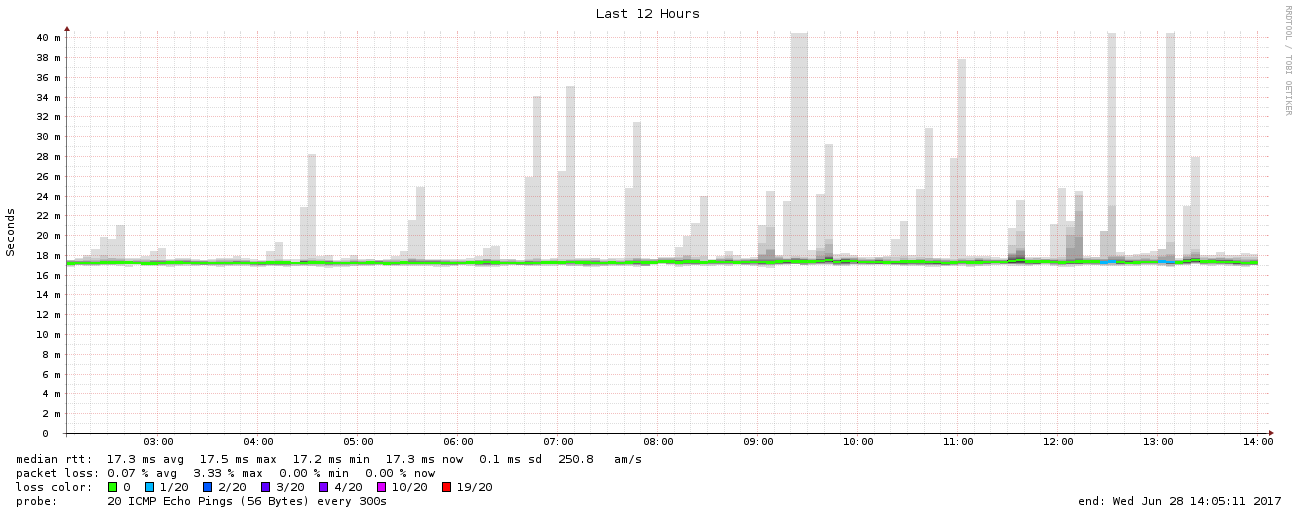 Last 12 Hours
RRDTOOL / TOBI OETIKER
Seconds
40 m
38 m
36 m
34 m
32 m
30 m
28 m
26 m
24 m
22 m
20 m
18 m
16 m
14 m
12 m
10 m
8 m
6 m
4 m
2 m
0
03:00 04:00 05:00 06:00 07:00 08:00 09:00 10:00 11:00 12:00 13:00 14:00
median rtt: 17.3 ms avg 17.5 ms max 17.2 ms min 17.3 ms now 0.1 ms sd 250.8 am/s
packet loss: 0.07 % avg 3.33 % max 0.00 % min 0.00 % now
loss color: 0 1/20 2/20 3/20 4/20 10/20 19/20
probe: 20 ICMP Echo Pings (56 Bytes) every 300s end: Wed Jun 28 14:05:11 2017